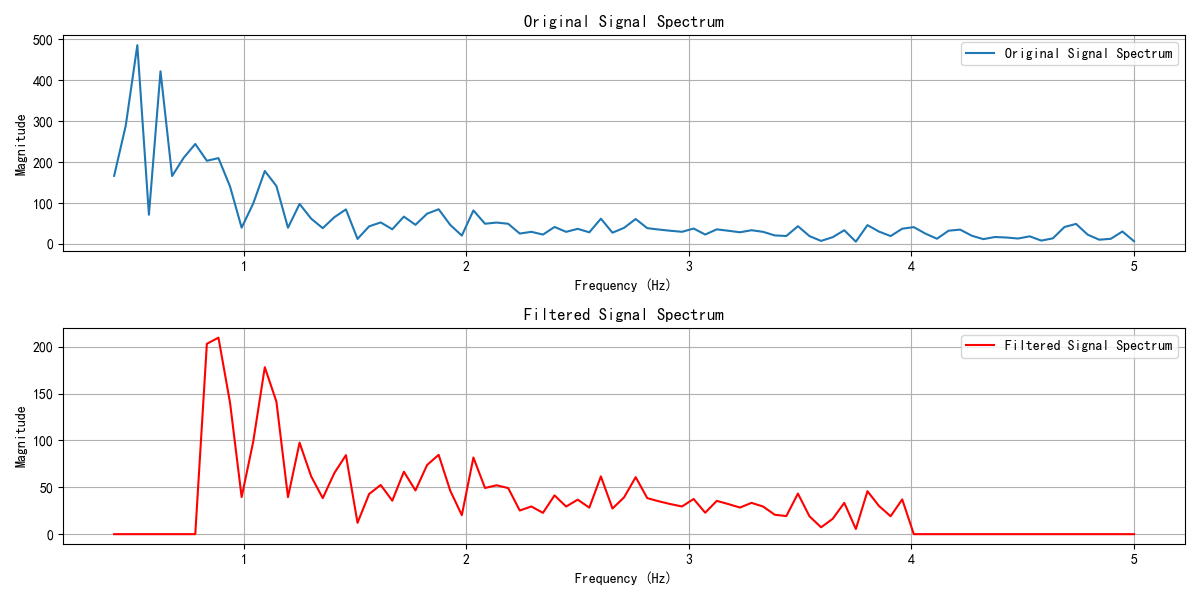 Original Signal Spectrum
500
400
300
200
100
0
Magnitude
Original Signal Spectrum
1 2 3 4 5
Frequency (Hz)
Filtered Signal Spectrum
200
150
100
50
0
Magnitude
Filtered Signal Spectrum
1 2 3 4 5
Frequency (Hz)